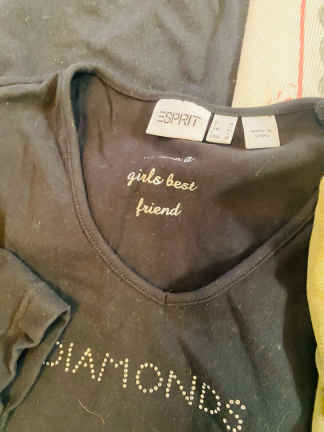 ESPRIT
girls best
friend
DIAMONDS